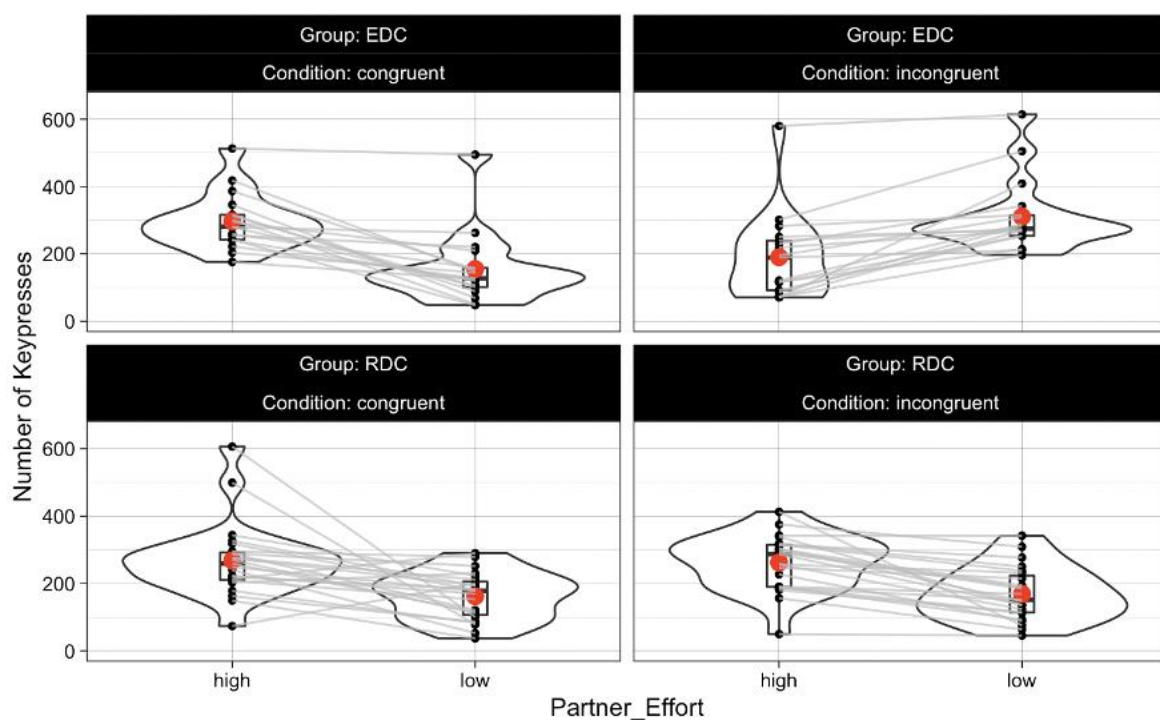 Group: EDC
Condition: congruent
Group: EDC
Condition: incongruent
600
400
200
0
Group: RDC
Condition: congruent
Group: RDC
Condition: incongruent
600
400
200
0
Number of Keypresses
high
low
high
low
Partner_Effort